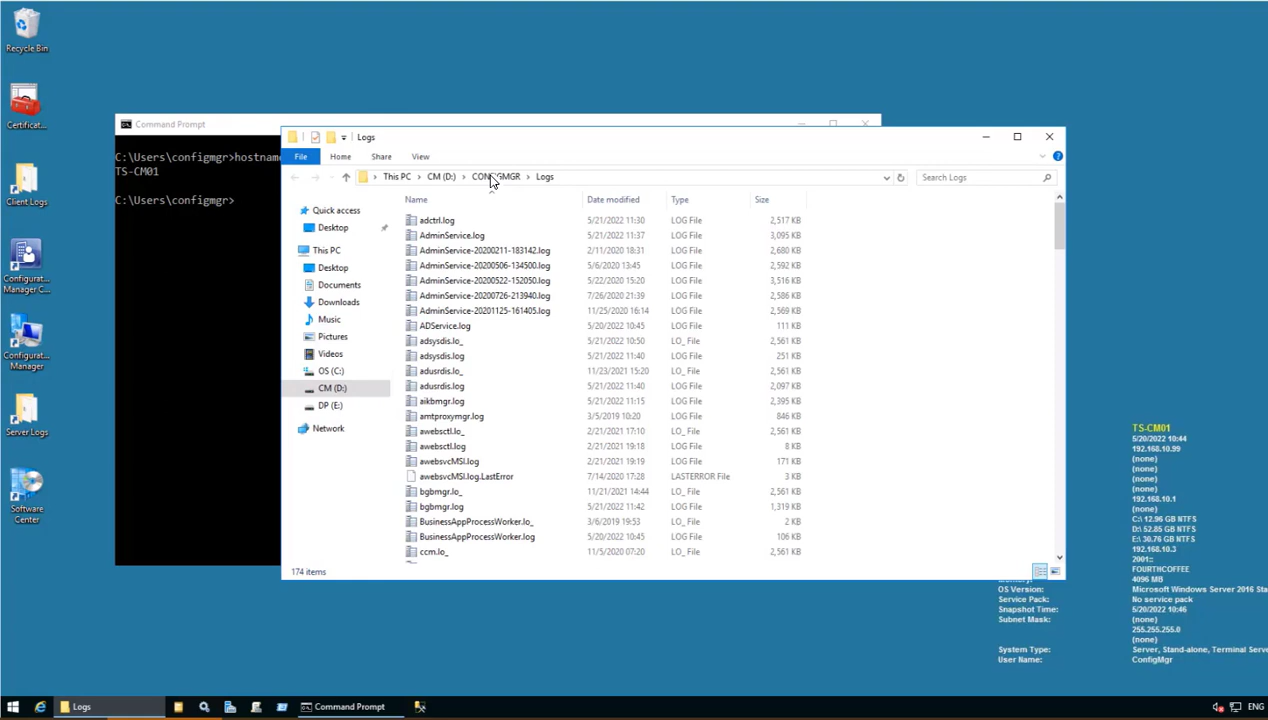 Recycle Bin
Certificat...
Client Logs
Configurat...
Manager C...
Configurat...
Manager
Server Logs
Software
Center
Command Prompt
C:\Users\configmgr>hostname
TS-CM01
C:\Users\configmgr>
Logs
File Home Share View
This PC CM (D:) CONFIGMGR Logs
Search Logs
Quick access
Desktop
This PC
Desktop
Documents
Downloads
Music
Pictures
Videos
OS (C:)
CM (D:)
DP (E:)
Network
Name Date modified Type Size
adctrl.log 5/21/2022 11:30 LOG File 2,517 KB
AdminService.log 5/21/2022 11:37 LOG File 3,095 KB
AdminService-20200211-183142.log 2/11/2020 18:31 LOG File 2,680 KB
AdminService-20200506-134500.log 5/6/2020 13:45 LOG File 2,592 KB
AdminService-20200522-152050.log 5/22/2020 15:20 LOG File 3,516 KB
AdminService-20200726-213940.log 7/26/2020 21:39 LOG File 2,586 KB
AdminService-20201125-161405.log 11/25/2020 16:14 LOG File 2,569 KB
ADService.log 5/20/2022 10:45 LOG File 111 KB
adsysdis.lo_ 5/21/2022 10:50 LO_ File 2,561 KB
adsysdis.log 5/21/2022 11:40 LOG File 251 KB
adusrdis.lo_ 11/23/2021 15:20 LO_ File 2,561 KB
adusrdis.log 5/21/2022 11:40 LOG File 2,097 KB
aikbmgr.log 5/21/2022 11:15 LOG File 2,395 KB
amtproxymgr.log 3/5/2019 10:20 LOG File 846 KB
awebsctl.lo_ 2/21/2021 17:10 LO_ File 2,561 KB
awebsctl.log 2/21/2021 19:18 LOG File 8 KB
awebsvcMSI.log 2/21/2021 19:19 LOG File 171 KB
awebsvcMSI.log.LastError 7/14/2020 17:28 LASTERROR File 3 KB
bgbmgr.lo_ 11/21/2021 14:44 LO_ File 2,561 KB
bgbmgr.log 5/21/2022 11:42 LOG File 1,319 KB
BusinessAppProcessWorker.lo_ 3/6/2019 19:53 LO_ File 2 KB
BusinessAppProcessWorker.log 5/20/2022 10:45 LOG File 106 KB
ccm.lo_ 11/5/2020 07:20 LO_ File 2,561 KB
174 items
TS-CM01
5/20/2022 10:44
192.168.10.99
(none)
(none)
(none)
(none)
192.168.10.1
(none)
C:\ 12.96 GB NTFS
D:\ 52.85 GB NTFS
E:\ 30.76 GB NTFS
192.168.10.3
2001::
FOURTHCOFFEE
4096 MB
OS Version: Microsoft Windows Server 2016 Sta
Service Pack: No service pack
Snapshot Time: 5/20/2022 10:46
Subnet Mask: (none)
255.255.255.0
(none)
System Type: Server, Stand-alone, Terminal Serve
User Name: ConfigMgr
Logs
Command Prompt
ENG